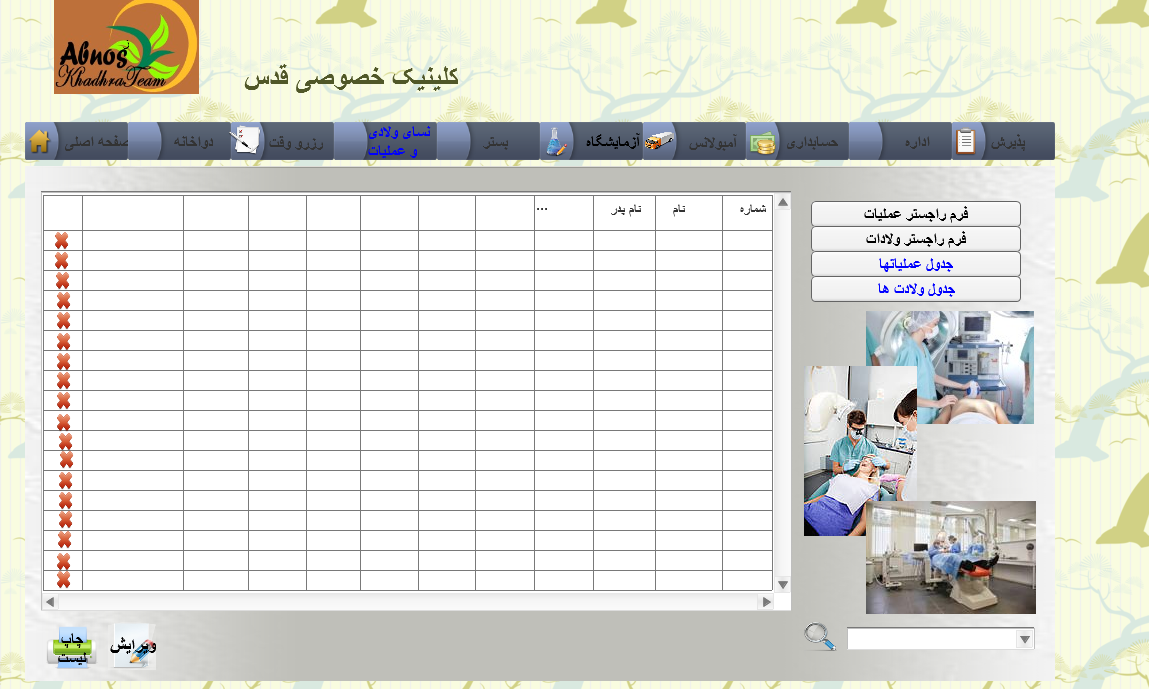 Abnos
KhadhraTeam
کلینیک خصوصی قدس
پذیرش
اداره
حسابداری
آمبولانس
آزمایشگاه
بستر
نسای ولادی
و عملیات
رزرو وقت
دواخانه
صفحه اصلی
شماره
نام
نام پدر
...
فرم راجستر عملیات
فرم راجستر ولادات
جدول عملیاتها
جدول ولادت ها
چاپ
لیست
ویرایش